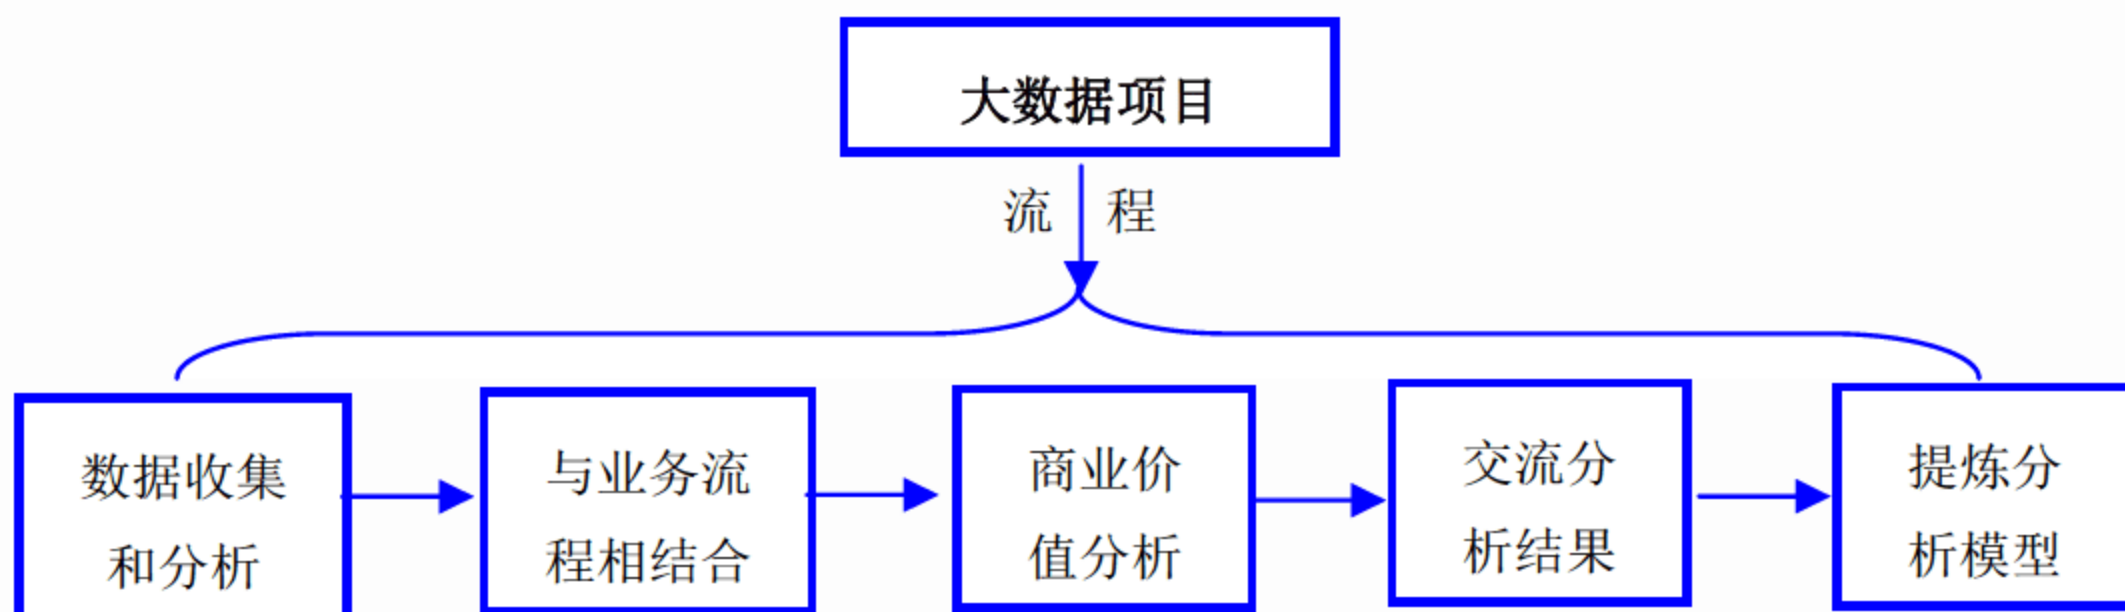 大数据项目
流 程
数据收集
和分析
与业务流
程相结合
商业价
值分析
交流分
析结果
提炼分
析模型